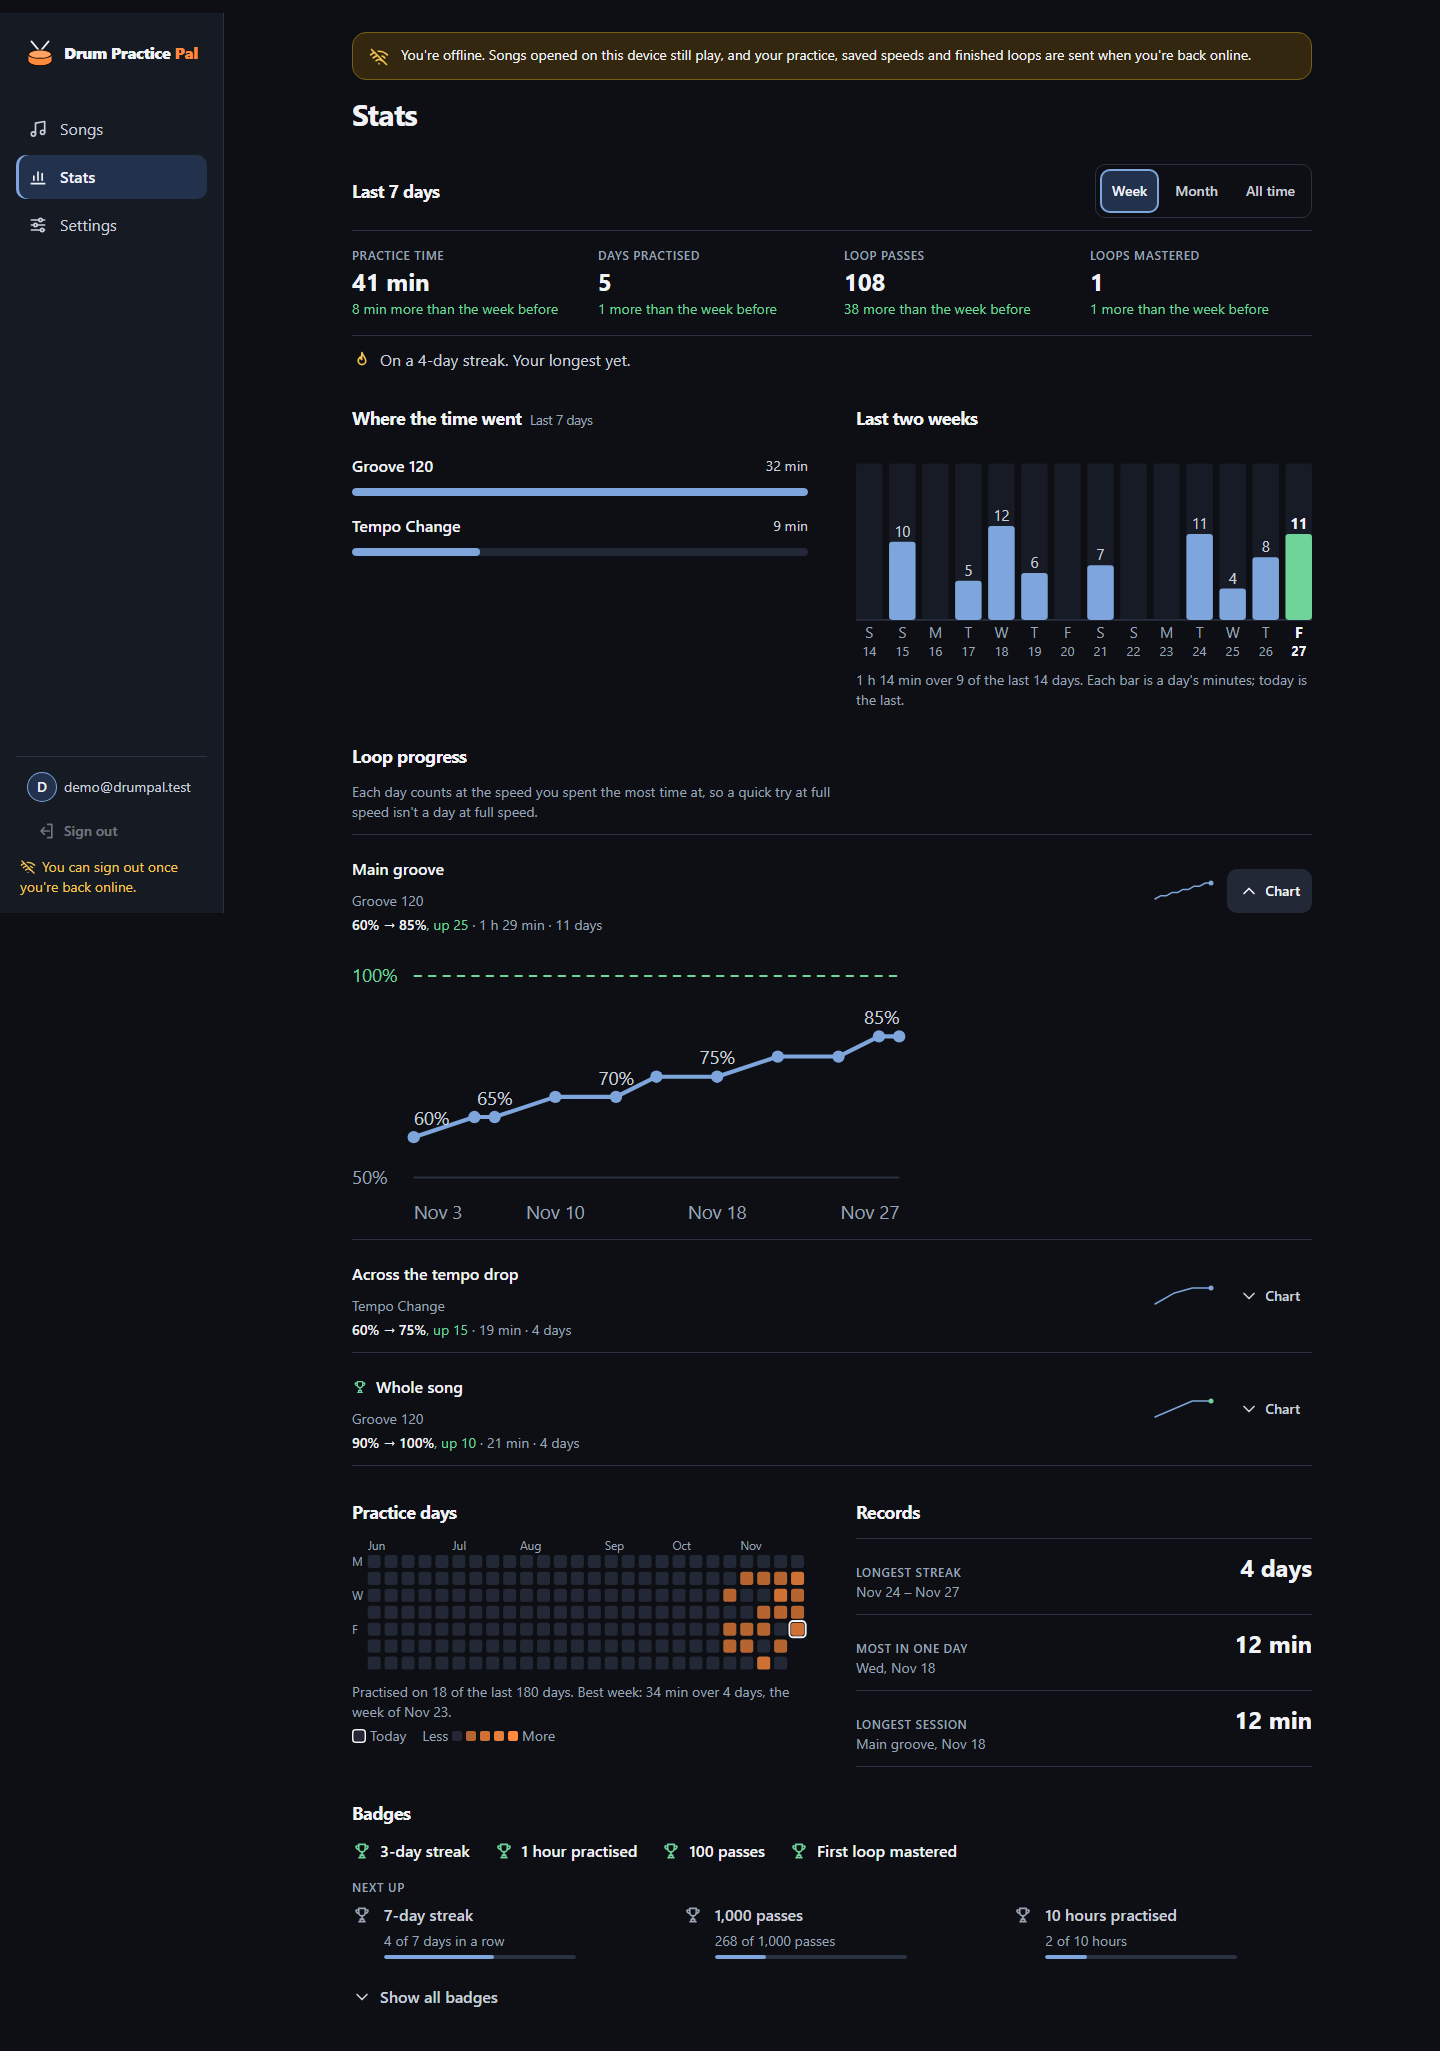 Drum Practice Pal
Songs
Stats
Settings
D
demo@drumpal.test
Sign out
You can sign out once
you're back online.
You're offline. Songs opened on this device still play, and your practice, saved speeds and finished loops are sent when you're back online.
Stats
Last 7 days
Week Month All time
PRACTICE TIME
41 min
8 min more than the week before
DAYS PRACTISED
5
1 more than the week before
LOOP PASSES
108
38 more than the week before
LOOPS MASTERED
1
1 more than the week before
On a 4-day streak. Your longest yet.
Where the time went Last 7 days
Groove 120 32 min
Tempo Change 9 min
Last two weeks
10 5 12 6 7 11 4 8 11
S S M T W T F S S M T W T F
14 15 16 17 18 19 20 21 22 23 24 25 26 27
1 h 14 min over 9 of the last 14 days. Each bar is a day's minutes; today is
the last.
Loop progress
Each day counts at the speed you spent the most time at, so a quick try at full
speed isn't a day at full speed.
Main groove
Groove 120
60% → 85%, up 25 · 1 h 29 min · 11 days
Chart
100%
85%
75%
70%
65%
60%
50%
Nov 3 Nov 10 Nov 18 Nov 27
Across the tempo drop
Tempo Change
60% → 75%, up 15 · 19 min · 4 days
Chart
Whole song
Groove 120
90% → 100%, up 10 · 21 min · 4 days
Chart
Practice days
Jun Jul Aug Sep Oct Nov
M
W
F
Practised on 18 of the last 180 days. Best week: 34 min over 4 days, the
week of Nov 23.
Today Less More
Records
LONGEST STREAK
Nov 24 – Nov 27
4 days
MOST IN ONE DAY
Wed, Nov 18
12 min
LONGEST SESSION
Main groove, Nov 18
12 min
Badges
3-day streak 1 hour practised 100 passes First loop mastered
NEXT UP
7-day streak
4 of 7 days in a row
1,000 passes
268 of 1,000 passes
10 hours practised
2 of 10 hours
Show all badges